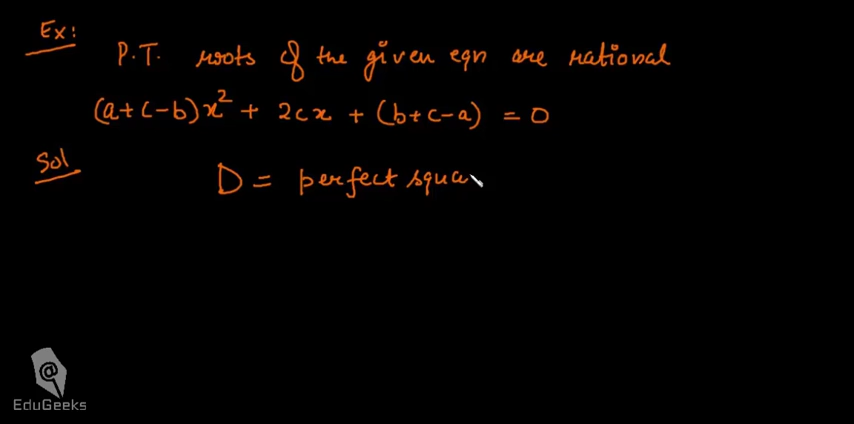 Ex:
P.T. roots of the given eqn are rational
(a+c-b)x² + 2cx + (b+c-a) = 0
Sol
D = perfect squa
@
EduGeeks